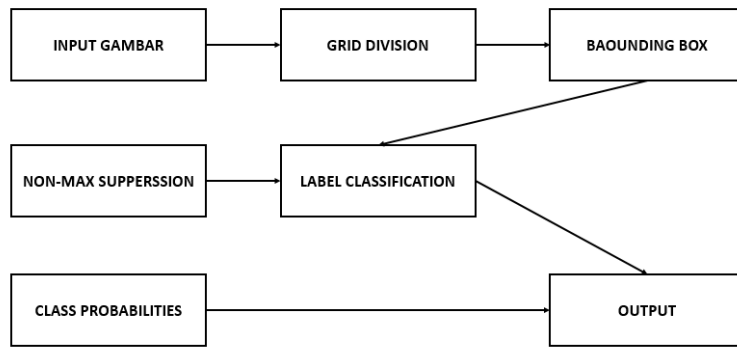 INPUT GAMBAR
GRID DIVISION
BAOUNDING BOX
NON-MAX SUPPERSSION
LABEL CLASSIFICATION
CLASS PROBABILITIES
OUTPUT